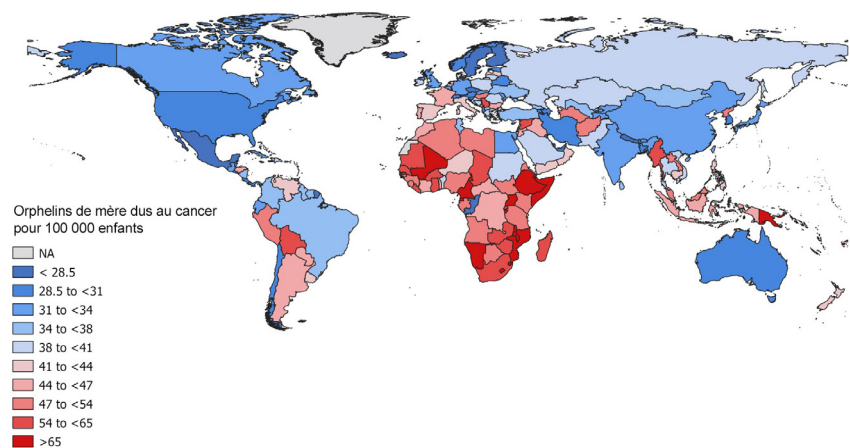 Orphelins de mère dus au cancer
pour 100 000 enfants
NA
< 28.5
28.5 to <31
31 to <34
34 to <38
38 to <41
41 to <44
44 to <47
47 to <54
54 to <65
>65